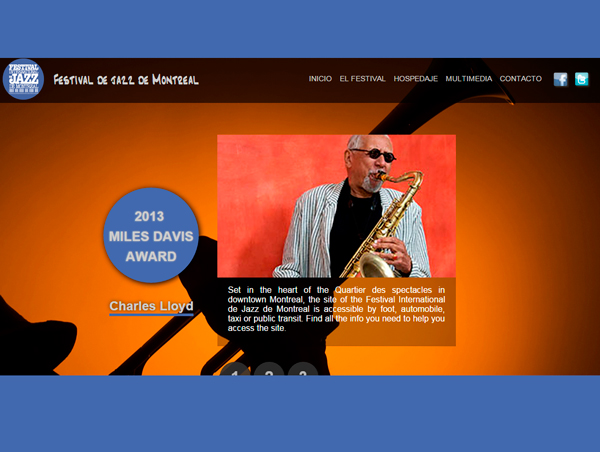 FESTIVAL
JAZZ
DE MONTREAL
FESTIVAL DE JAZZ DE MONTREAL
INICIO EL FESTIVAL HOSPEDAJE MULTIMEDIA CONTACTO
2013
MILES DAVIS
AWARD
Charles Lloyd
Set in the heart of the Quartier des spectacles in
downtown Montreal, the site of the Festival International
de Jazz de Montreal is accessible by foot, automobile,
taxi or public transit. Find all the info you need to help you
access the site.
1 2 3